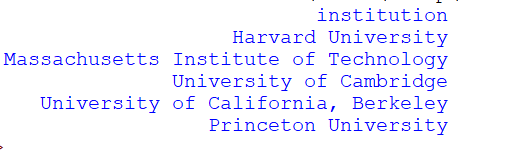 institution
Harvard University
Massachusetts Institute of Technology
University of Cambridge
University of California, Berkeley
Princeton University